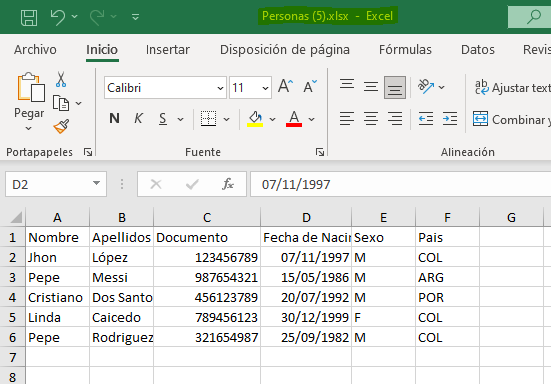 Personas (5).xlsx - Excel
Archivo Inicio Insertar Disposición de página Fórmulas Datos Revis
Calibri 11 A A ab Ajustar text
Pegar N K S A Combinar y
Portapapeles Fuente Alineación
D2 fx 07/11/1997
A B C D E F G
1 Nombre Apellidos Documento Fecha de Nacir Sexo Pais
2 Jhon López 123456789 07/11/1997 M COL
3 Pepe Messi 987654321 15/05/1986 M ARG
4 Cristiano Dos Santo 456123789 20/07/1992 M POR
5 Linda Caicedo 789456123 30/12/1999 F COL
6 Pepe Rodriguez 321654987 25/09/1982 M COL
7
8